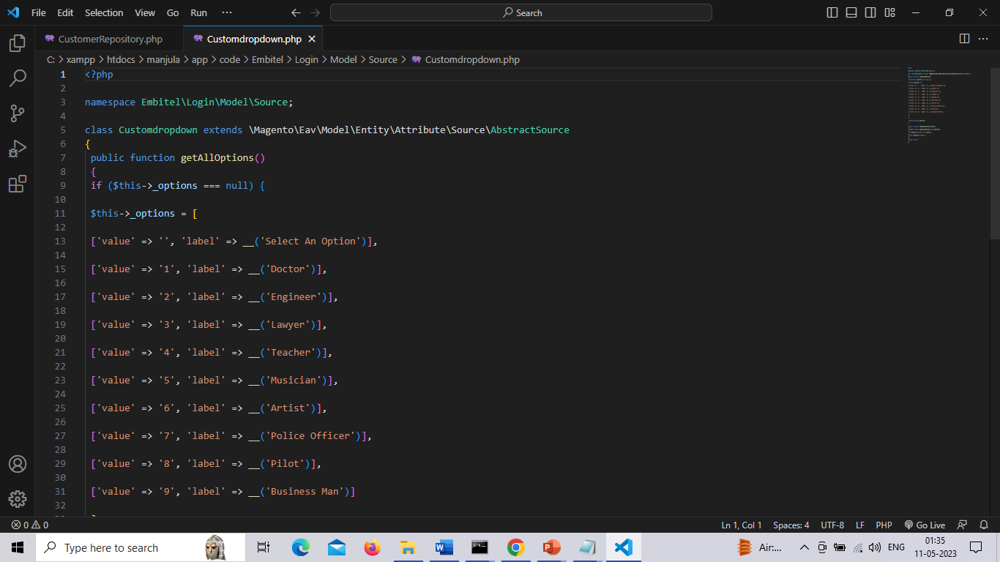 File Edit Selection View Go Run ··· Search
CustomerRepository.php Customdropdown.php
C: > xampp > htdocs > manjula > app > code > Embitel > Login > Model > Source > Customdropdown.php
1 <?php
2
3 namespace Embitel\Login\Model\Source;
4
5 class Customdropdown extends \Magento\Eav\Model\Entity\Attribute\Source\AbstractSource
6 {
7 public function getAllOptions()
8 {
9 if ($this->_options === null) {
10
11 $this->_options = [
12
13 ['value' => '', 'label' => __('Select An Option')],
14
15 ['value' => '1', 'label' => __('Doctor')],
16
17 ['value' => '2', 'label' => __('Engineer')],
18
19 ['value' => '3', 'label' => __('Lawyer')],
20
21 ['value' => '4', 'label' => __('Teacher')],
22
23 ['value' => '5', 'label' => __('Musician')],
24
25 ['value' => '6', 'label' => __('Artist')],
26
27 ['value' => '7', 'label' => __('Police Officer')],
28
29 ['value' => '8', 'label' => __('Pilot')],
30
31 ['value' => '9', 'label' => __('Business Man')]
32
0 0 Ln 1, Col 1 Spaces: 4 UTF-8 LF PHP Go Live
Type here to search Air:... ENG 01:35
11-05-2023